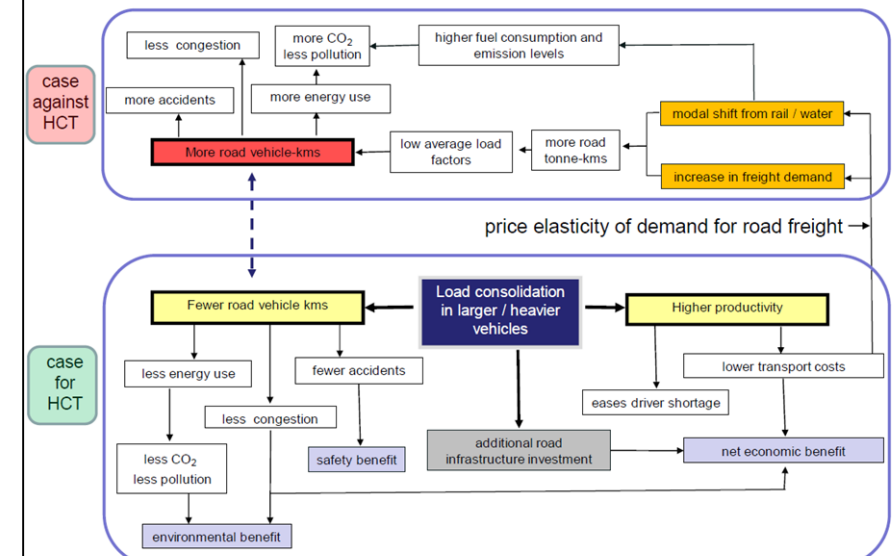 less congestion
more CO₂
less pollution
higher fuel consumption and
emission levels
case
against
HCT
more accidents
more energy use
modal shift from rail / water
More road vehicle-kms
low average load
factors
more road
tonne-kms
increase in freight demand
price elasticity of demand for road freight
Fewer road vehicle kms
Load consolidation
in larger / heavier
vehicles
Higher productivity
case
for
HCT
less energy use
fewer accidents
lower transport costs
less congestion
eases driver shortage
less CO₂
less pollution
safety benefit
additional road
infrastructure investment
net economic benefit
environmental benefit